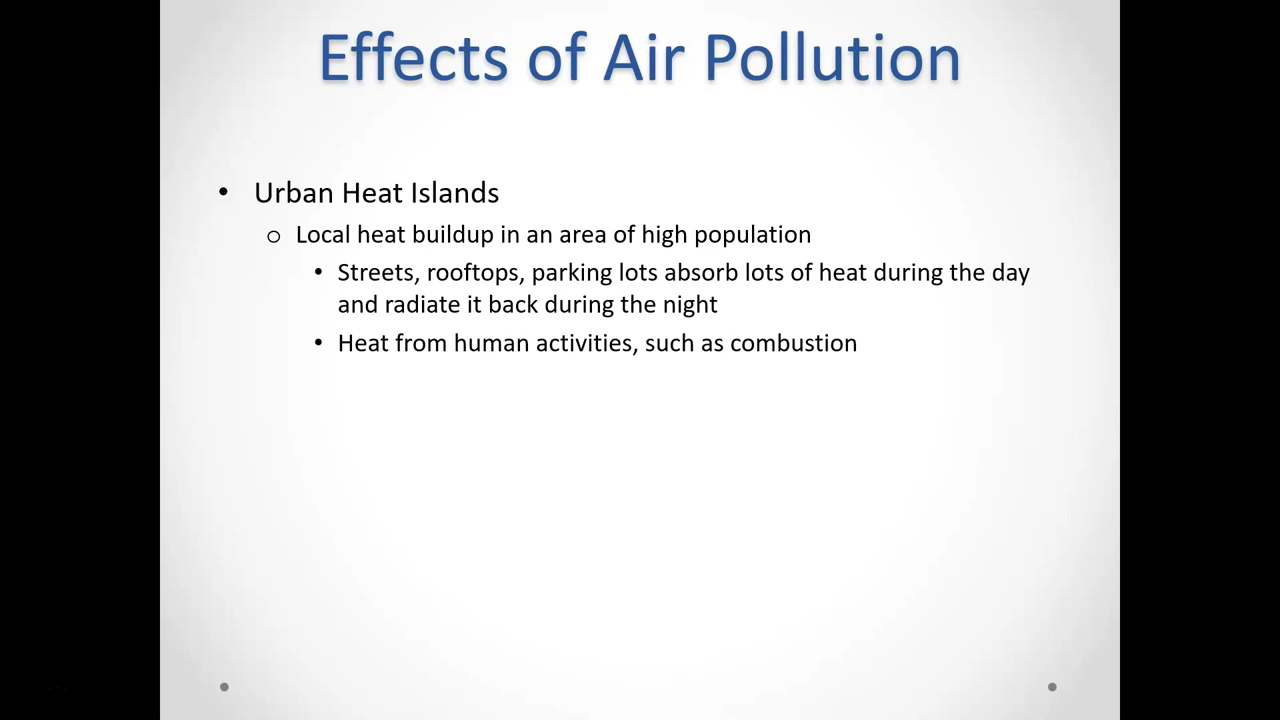 Effects of Air Pollution
• Urban Heat Islands
o Local heat buildup in an area of high population
• Streets, rooftops, parking lots absorb lots of heat during the day
and radiate it back during the night
• Heat from human activities, such as combustion